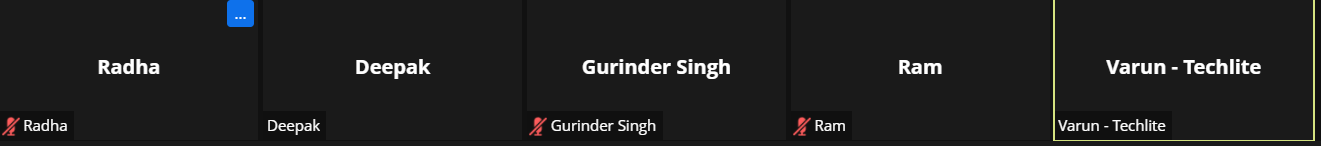 ...
Radha
Deepak
Gurinder Singh
Ram
Varun - Techlite
Radha
Deepak
Gurinder Singh
Ram
Varun - Techlite